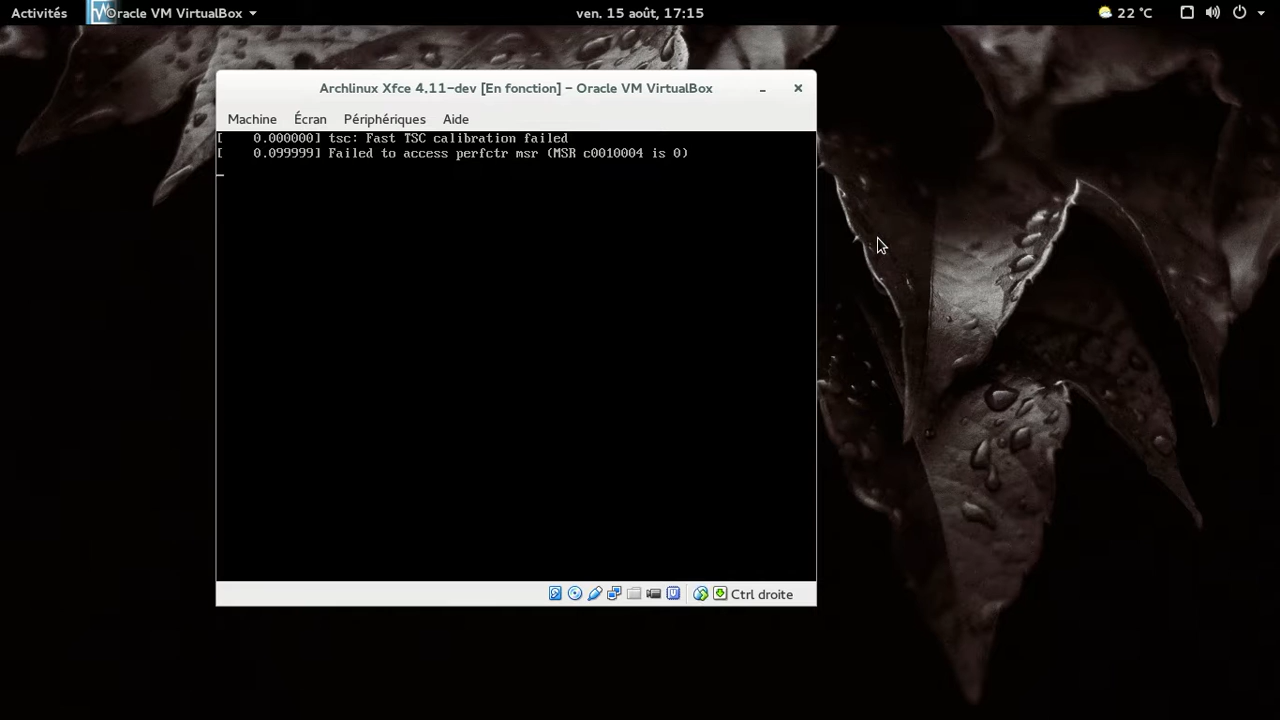 Activités
Oracle VM VirtualBox
ven. 15 août, 17:15
22 °C
Archlinux Xfce 4.11-dev [En fonction] - Oracle VM VirtualBox
Machine Écran Périphériques Aide
[    0.000000] tsc: Fast TSC calibration failed
[    0.099999] Failed to access perfctr msr (MSR c0010004 is 0)
Ctrl droite